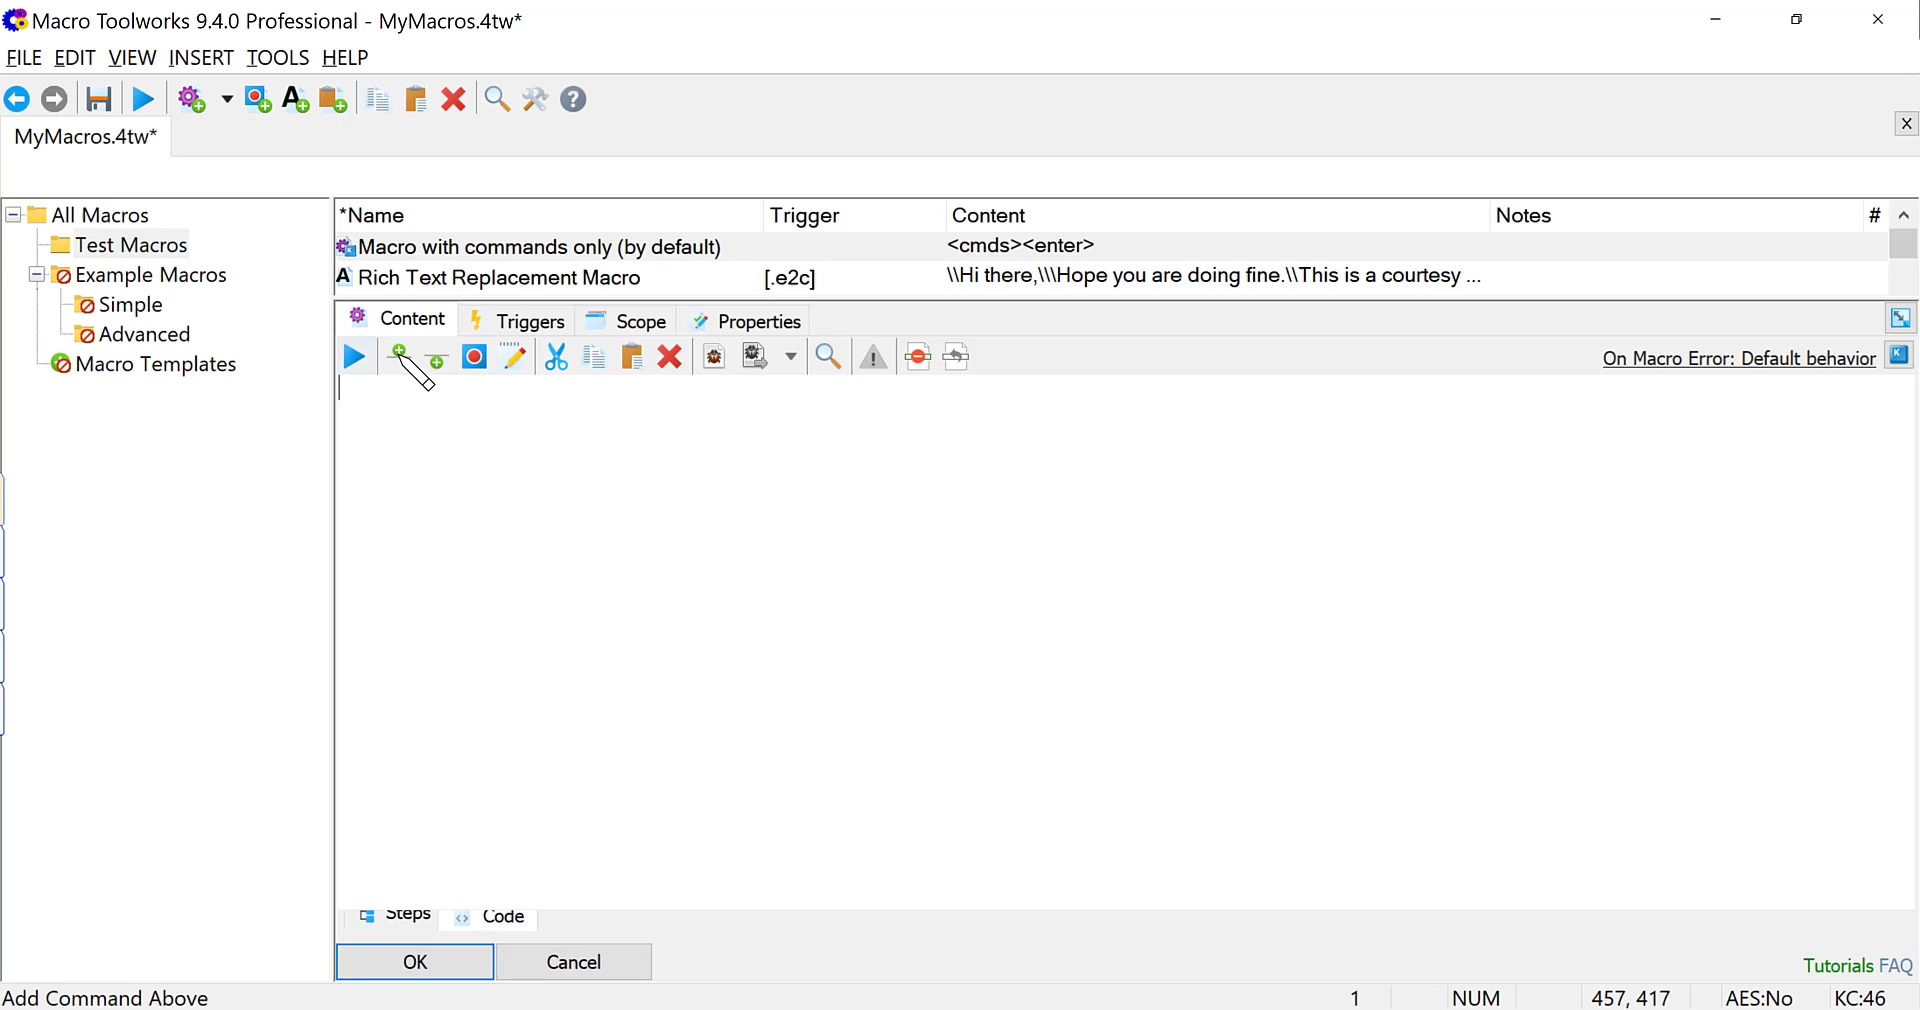 Macro Toolworks 9.4.0 Professional - MyMacros.4tw*
FILE EDIT VIEW INSERT TOOLS HELP
MyMacros.4tw*
X
All Macros
Test Macros
Example Macros
Simple
Advanced
Macro Templates
*Name Trigger Content Notes #
Macro with commands only (by default) <cmds><enter>
A Rich Text Replacement Macro [.e2c] \\Hi there,\\\Hope you are doing fine.\\This is a courtesy ...
Content Triggers Scope Properties
On Macro Error: Default behavior K
Steps Code
OK Cancel
Tutorials FAQ
Add Command Above 1 NUM 457, 417 AES:No KC:46